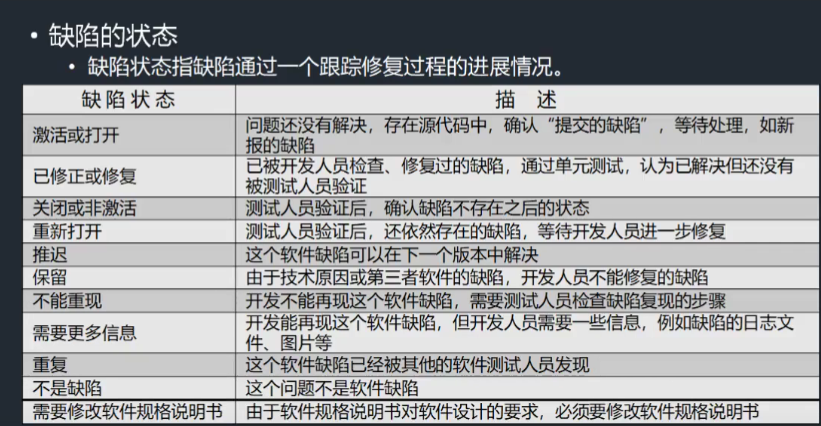 • 缺陷的状态
• 缺陷状态指缺陷通过一个跟踪修复过程的进展情况。
缺陷状态 描 述
激活或打开 问题还没有解决，存在源代码中，确认“提交的缺陷”，等待处理，如新
报的缺陷
已修正或修复 已被开发人员检查、修复过的缺陷，通过单元测试，认为已解决但还没有
被测试人员验证
关闭或非激活 测试人员验证后，确认缺陷不存在之后的状态
重新打开 测试人员验证后，还依然存在的缺陷，等待开发人员进一步修复
推迟 这个软件缺陷可以在下一个版本中解决
保留 由于技术原因或第三者软件的缺陷，开发人员不能修复的缺陷
不能重现 开发不能再现这个软件缺陷，需要测试人员检查缺陷复现的步骤
需要更多信息 开发能再现这个软件缺陷，但开发人员需要一些信息，例如缺陷的日志文
件、图片等
重复 这个软件缺陷已经被其他的软件测试人员发现
不是缺陷 这个问题不是软件缺陷
需要修改软件规格说明书 由于软件规格说明书对软件设计的要求，必须要修改软件规格说明书